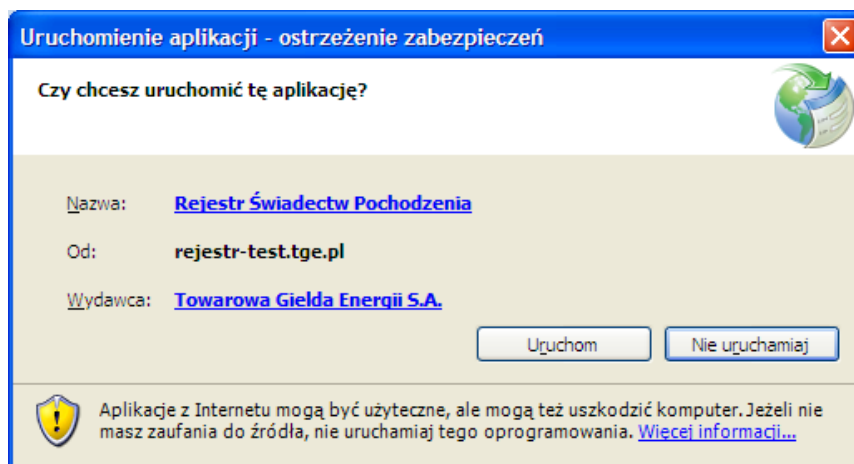 Uruchomienie aplikacji - ostrzeżenie zabezpieczeń
Czy chcesz uruchomić tę aplikację?
Nazwa: Rejestr Świadectw Pochodzenia
Od: rejestr-test.tge.pl
Wydawca: Towarowa Gielda Energii S.A.
Uruchom Nie uruchamiaj
Aplikacje z Internetu mogą być użyteczne, ale mogą też uszkodzić komputer. Jeżeli nie
masz zaufania do źródła, nie uruchamiaj tego oprogramowania. Więcej informacji...